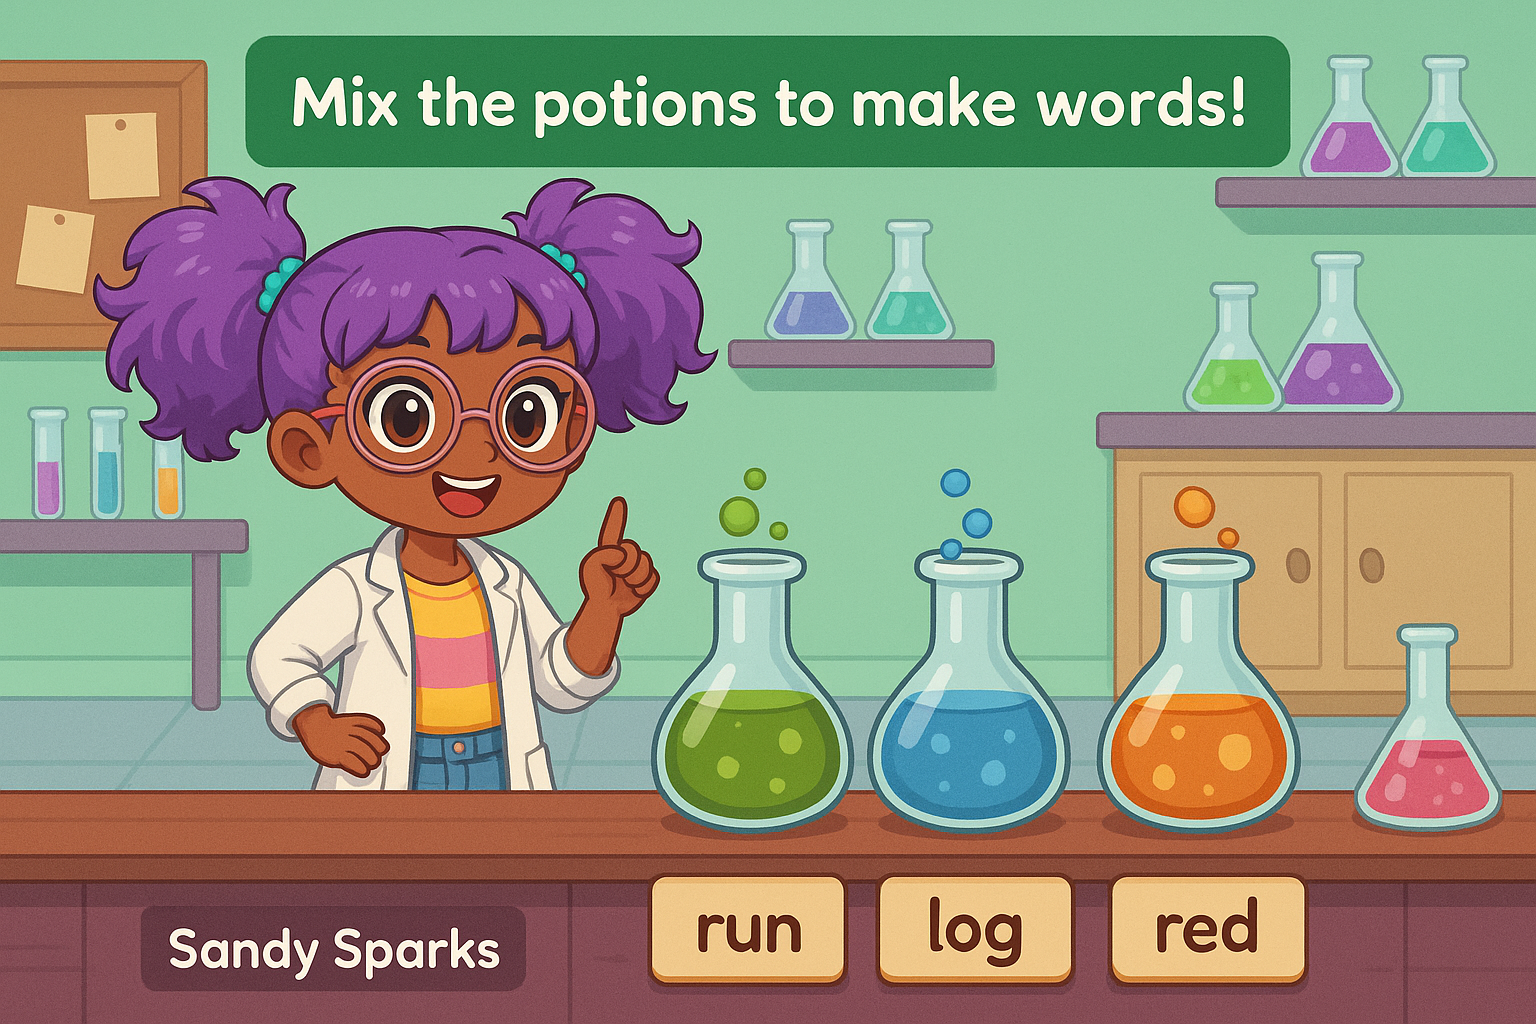 Mix the potions to make words!
run
log
red
Sandy Sparks